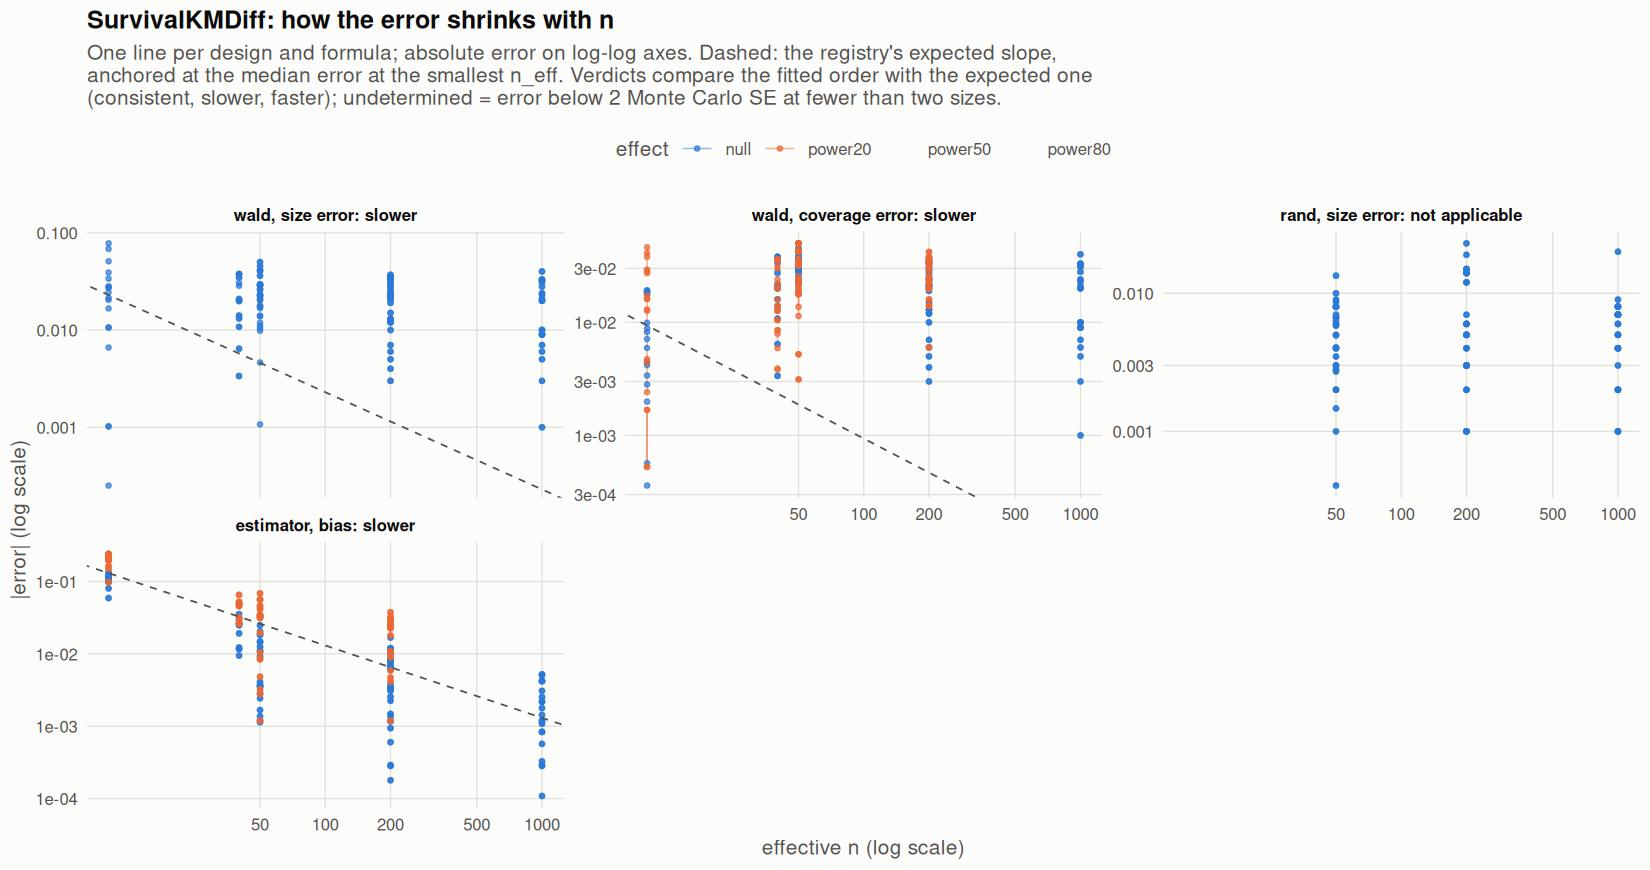 SurvivalKMDiff: how the error shrinks with n
One line per design and formula; absolute error on log-log axes. Dashed: the registry's expected slope,
anchored at the median error at the smallest n_eff. Verdicts compare the fitted order with the expected one
(consistent, slower, faster); undetermined = error below 2 Monte Carlo SE at fewer than two sizes.
effect null power20 power50 power80
wald, size error: slower
0.100
0.010
0.001
wald, coverage error: slower
3e-02
1e-02
3e-03
1e-03
3e-04
50 100 200 500 1000
rand, size error: not applicable
0.010
0.003
0.001
50 100 200 500 1000
estimator, bias: slower
1e-01
1e-02
1e-03
1e-04
50 100 200 500 1000
|error| (log scale)
effective n (log scale)